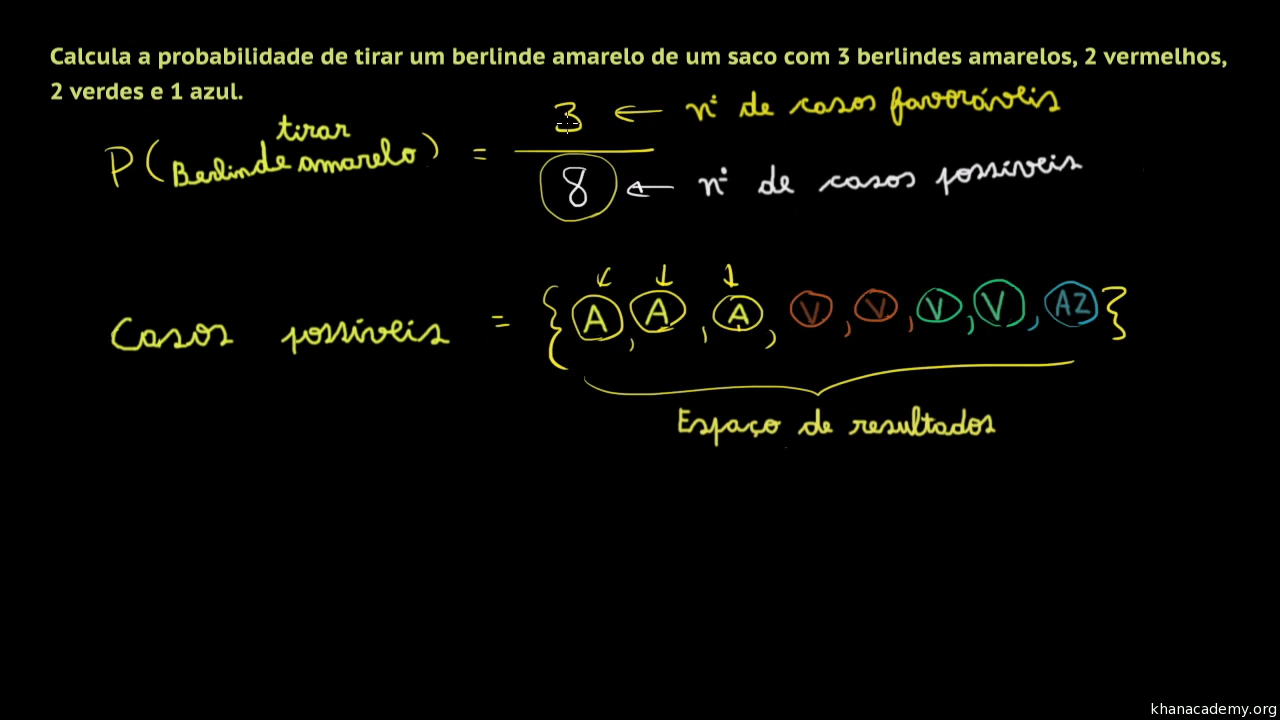 Calcula a probabilidade de tirar um berlinde amarelo de um saco com 3 berlindes amarelos, 2 vermelhos,
2 verdes e 1 azul.
P( tirar Berlinde amarelo ) = 3 ← nº de casos favoráveis
8 ← nº de casos possíveis
Casos possíveis = { A, A, A, V, V, V, V, AZ }
Espaço de resultados
khanacademy.org